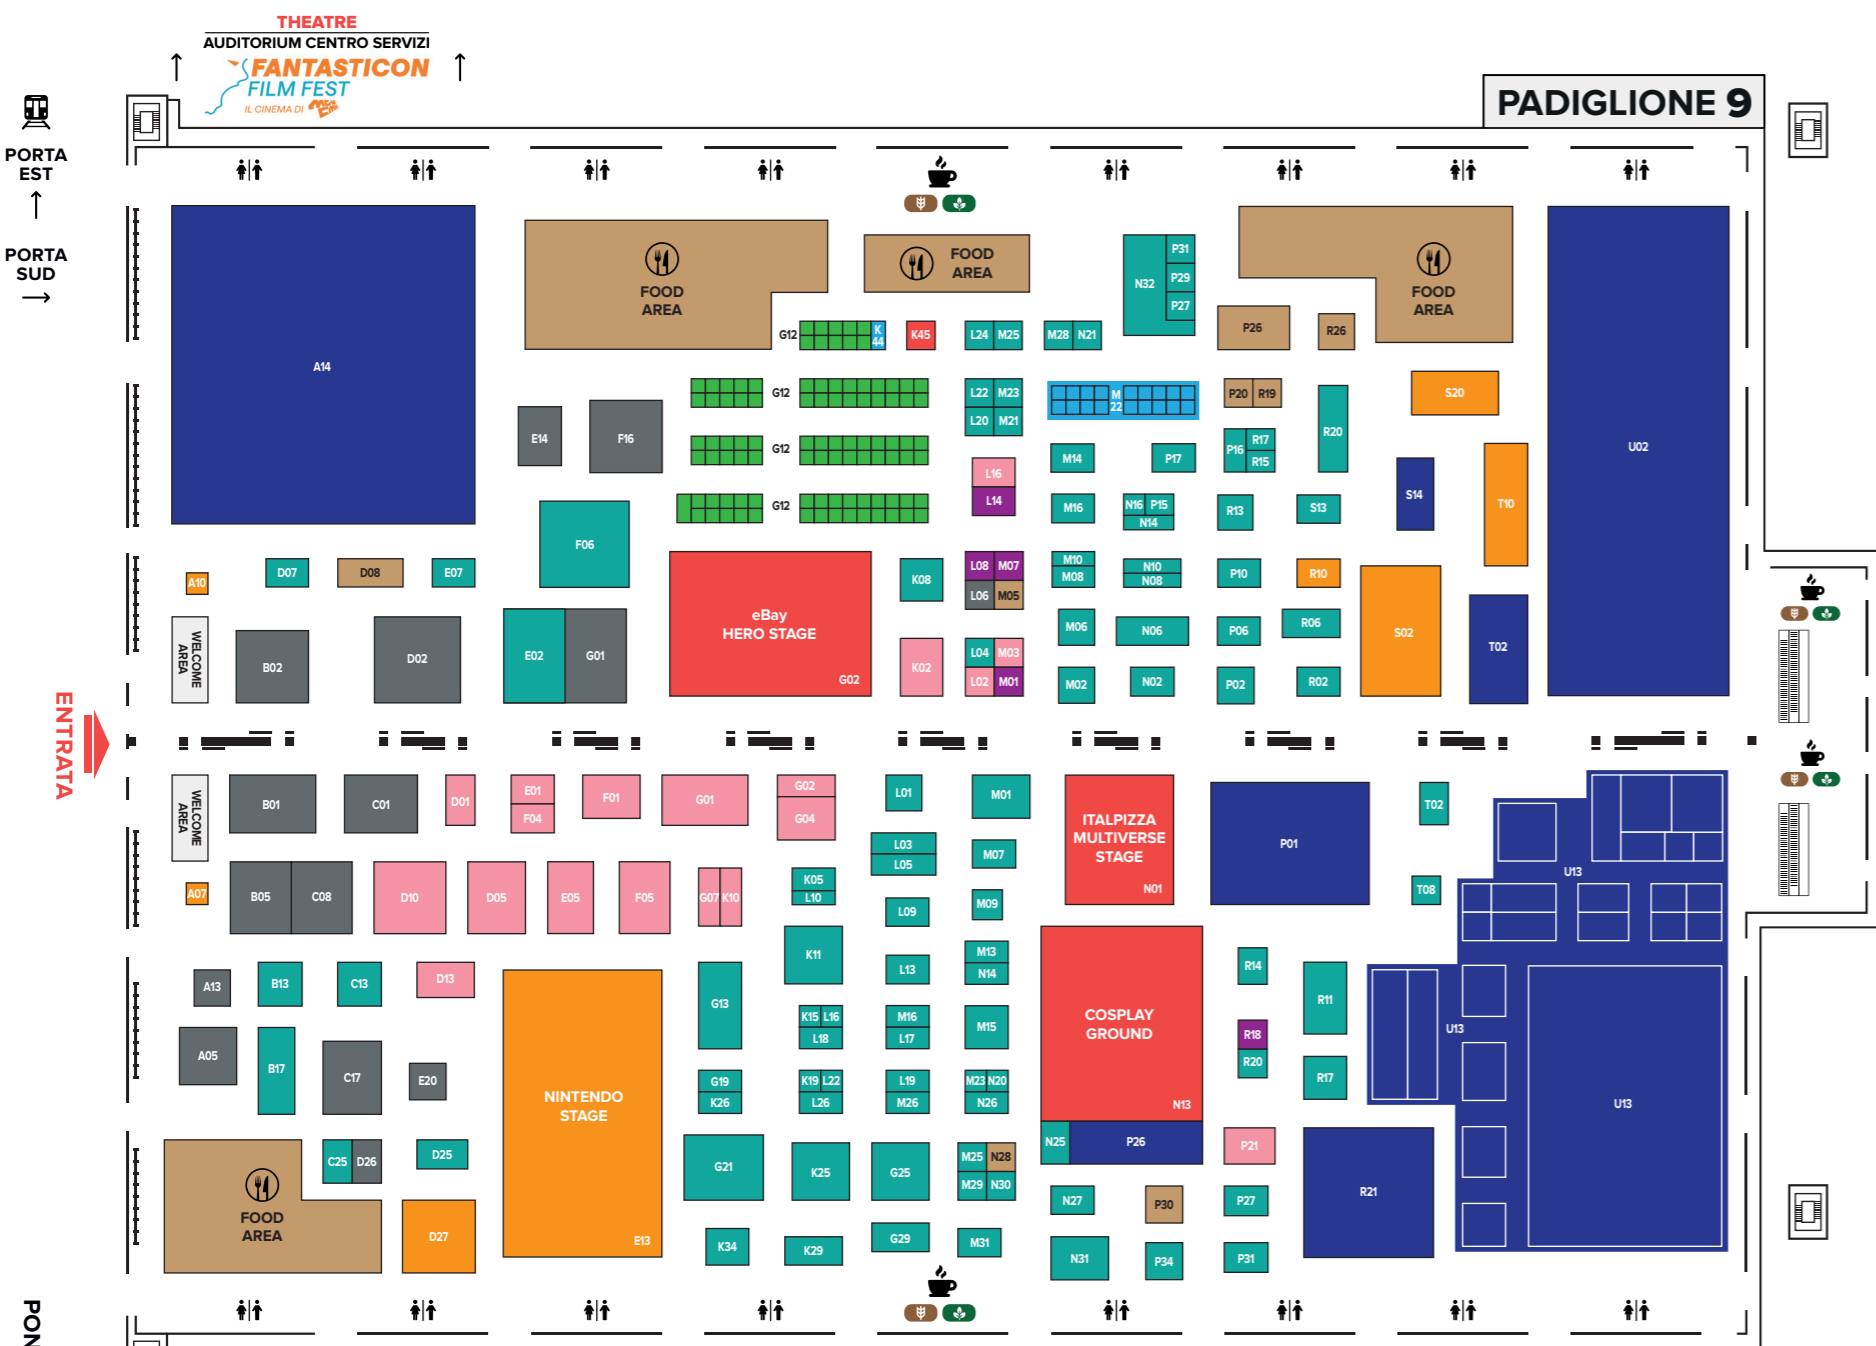 THEATRE
AUDITORIUM CENTRO SERVIZI
FANTASTICON
FILM FEST
IL CINEMA DI
PADIGLIONE 9
PORTA
EST
PORTA
SUD
ENTRATA
PON
A14
FOOD
AREA
FOOD
AREA
N32
P31
P29
P27
FOOD
AREA
U02
G12
K
44
K45
L24 M25
M28 N21
P26
R26
G12
L22 M23
L20 M21
M
22
P20 R19
S20
R20
E14
F16
G12
L16
L14
M14
P17
P16
R17
R15
S14
T10
G12
M16
N16 P15
N14
R13
S13
F06
A10
D07
D08
E07
eBay
HERO STAGE
G02
K08
L08 M07
L06 M05
M10
M08
N10
N08
P10
R10
WELCOME
AREA
B02
D02
E02
G01
K02
L04 M03
L02 M01
M06
N06
P06
R06
S02
T02
M02
N02
P02
R02
WELCOME
AREA
B01
C01
D01
E01
F04
F01
G01
G02
G04
L01
M01
ITALPIZZA
MULTIVERSE
STAGE
N01
P01
T02
U13
L03
L05
M07
A07
B05
C08
D10
D05
E05
F05
G07 K10
K05
L10
L09
M09
T08
K11
M13
N14
L13
A13
B13
C13
D13
G13
COSPLAY
GROUND
N13
R14
R11
U13
U13
K15 L16
L18
M16
L17
M15
R18
R20
A05
B17
C17
E20
NINTENDO
STAGE
E13
G19
K26
K19 L22
L26
L19
M26
M23 N20
N26
R17
C25 D26
D25
G21
K25
G25
M25 N28
M29 N30
N25
P26
P21
R21
FOOD
AREA
D27
N27
P30
P27
K34
K29
G29
M31
N31
P34
P31